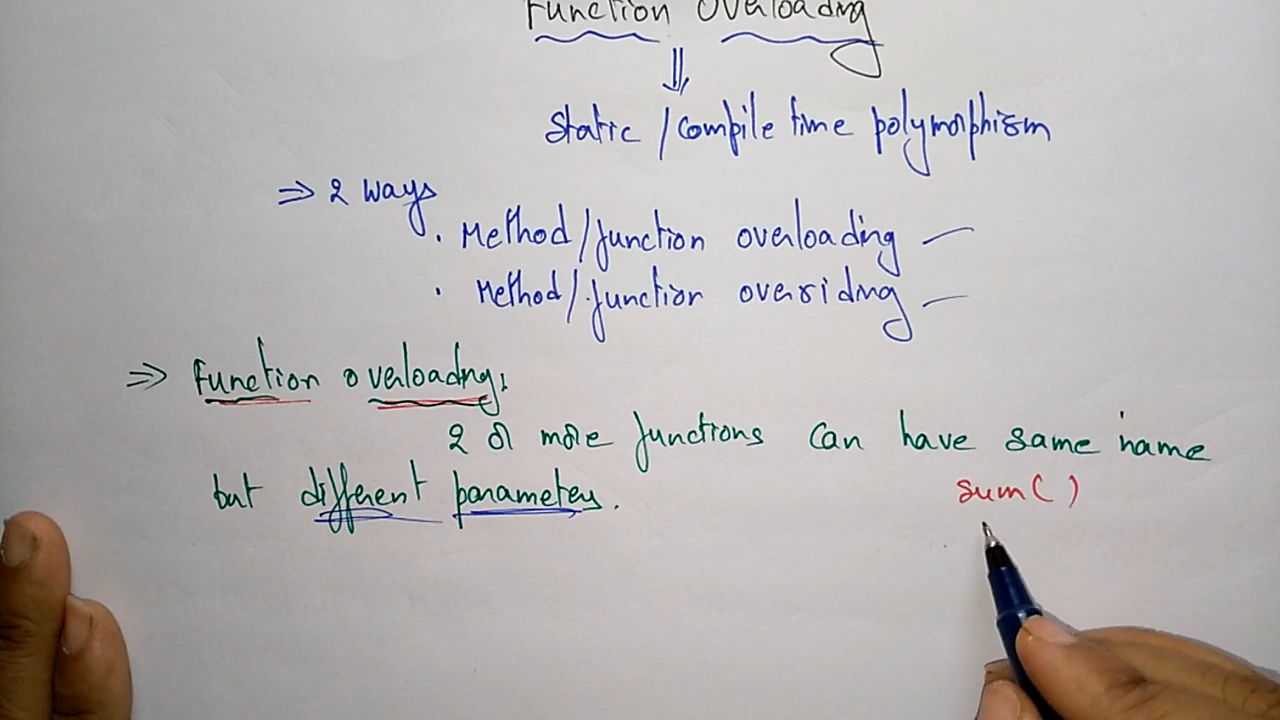 Function Overloading
Static / Compile time polymorphism
⇒ 2 ways
. Method/function overloading —
. Method/function overriding —
⇒ Function overloading:
2 or more functions can have same name
but different parameters.
sum( )